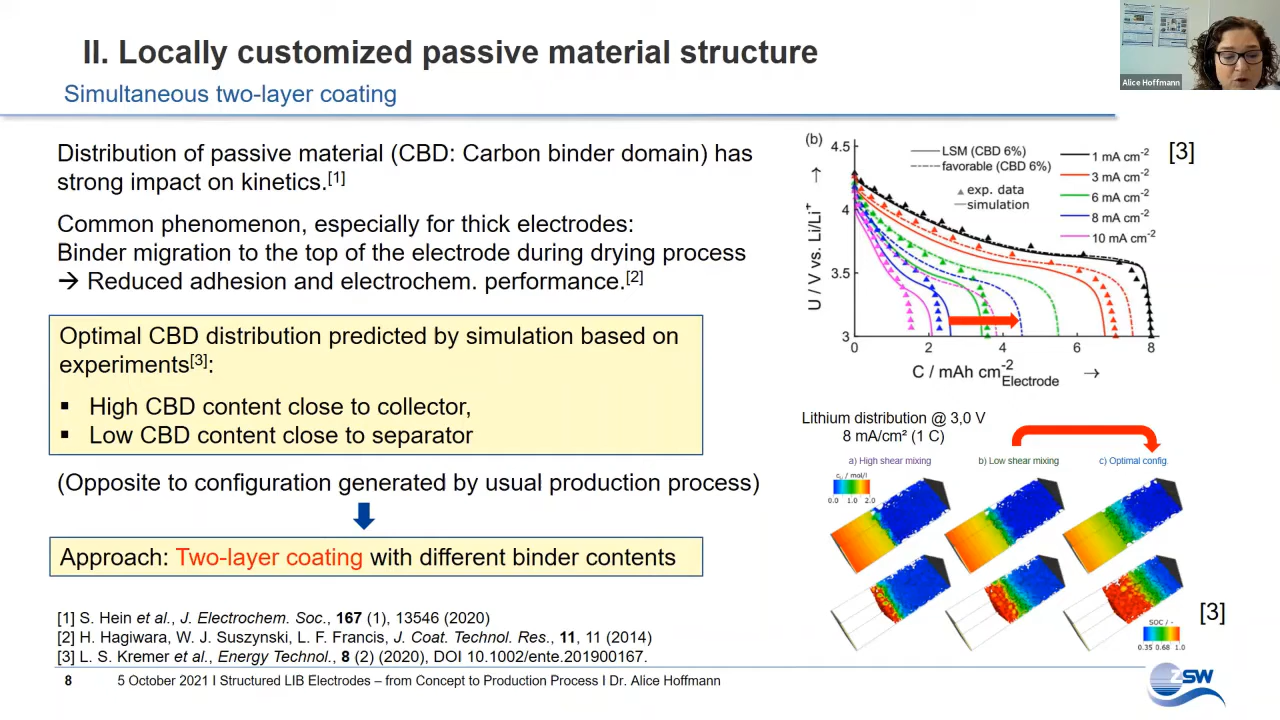 II. Locally customized passive material structure
Simultaneous two-layer coating
Alice Hoffmann
Distribution of passive material (CBD: Carbon binder domain) has
strong impact on kinetics.[1]
Common phenomenon, especially for thick electrodes:
Binder migration to the top of the electrode during drying process
→ Reduced adhesion and electrochem. performance.[2]
Optimal CBD distribution predicted by simulation based on
experiments[3]:
▪ High CBD content close to collector,
▪ Low CBD content close to separator
(Opposite to configuration generated by usual production process)
Approach: Two-layer coating with different binder contents
[1] S. Hein et al., J. Electrochem. Soc., 167 (1), 13546 (2020)
[2] H. Hagiwara, W. J. Suszynski, L. F. Francis, J. Coat. Technol. Res., 11, 11 (2014)
[3] L. S. Kremer et al., Energy Technol., 8 (2) (2020), DOI 10.1002/ente.201900167.
(b)
4.5
4
3.5
3
U / V vs. Li/Li+ →
LSM (CBD 6%)
favorable (CBD 6%)
exp. data
simulation
1 mA cm-2
3 mA cm-2
6 mA cm-2
8 mA cm-2
10 mA cm-2
[3]
0 2 4 6 8
C / mAh cm-2 Electrode →
Lithium distribution @ 3,0 V
8 mA/cm² (1 C)
a) High shear mixing b) Low shear mixing c) Optimal config.
/ mol/l
0.0 1.0 2.0
[3]
SOC / -
0.35 0.68 1.0
8 5 October 2021 I Structured LIB Electrodes – from Concept to Production Process I Dr. Alice Hoffmann
ZSW